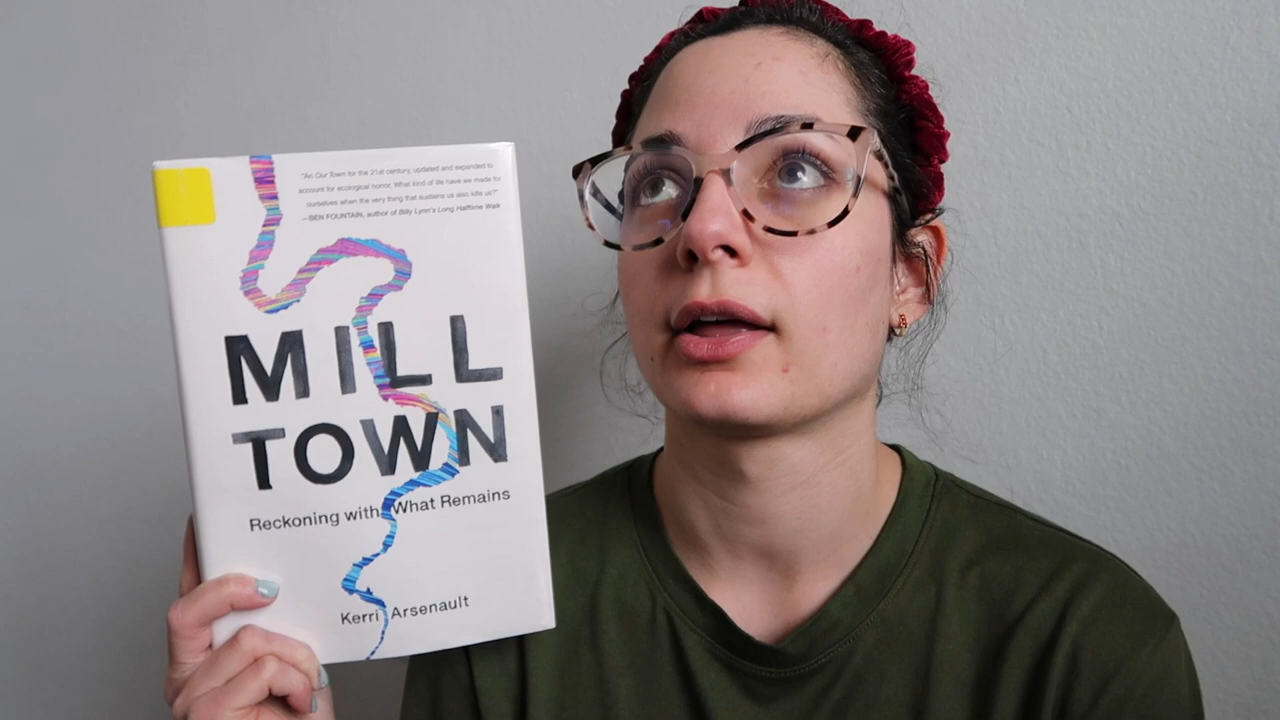 "An Our Town for the 21st century, updated and expanded to
account for ecological horror. What kind of life have we made for
ourselves when the very thing that sustains us also kills us?"
—BEN FOUNTAIN, author of Billy Lynn's Long Halftime Walk
MILL
TOWN
Reckoning with What Remains
Kerri Arsenault